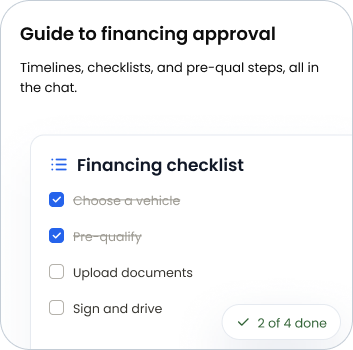 Guide to financing approval
Timelines, checklists, and pre-qual steps, all in
the chat.
Financing checklist
Choose a vehicle
Pre-qualify
Upload documents
Sign and drive
2 of 4 done